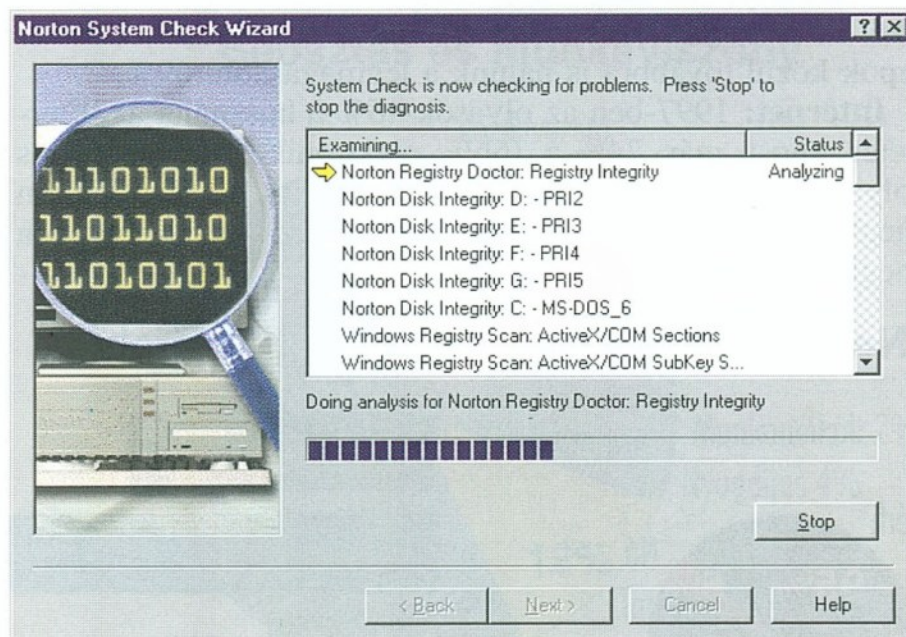 Norton System Check Wizard
System Check is now checking for problems. Press 'Stop' to
stop the diagnosis.
Examining... Status
Norton Registry Doctor: Registry Integrity Analyzing
Norton Disk Integrity: D: - PRI2
Norton Disk Integrity: E: - PRI3
Norton Disk Integrity: F: - PRI4
Norton Disk Integrity: G: - PRI5
Norton Disk Integrity: C: - MS-DOS_6
Windows Registry Scan: ActiveX/COM Sections
Windows Registry Scan: ActiveX/COM SubKey S...
11101010
11011010
11010101
Doing analysis for Norton Registry Doctor: Registry Integrity
Stop
< Back
Next >
Cancel
Help